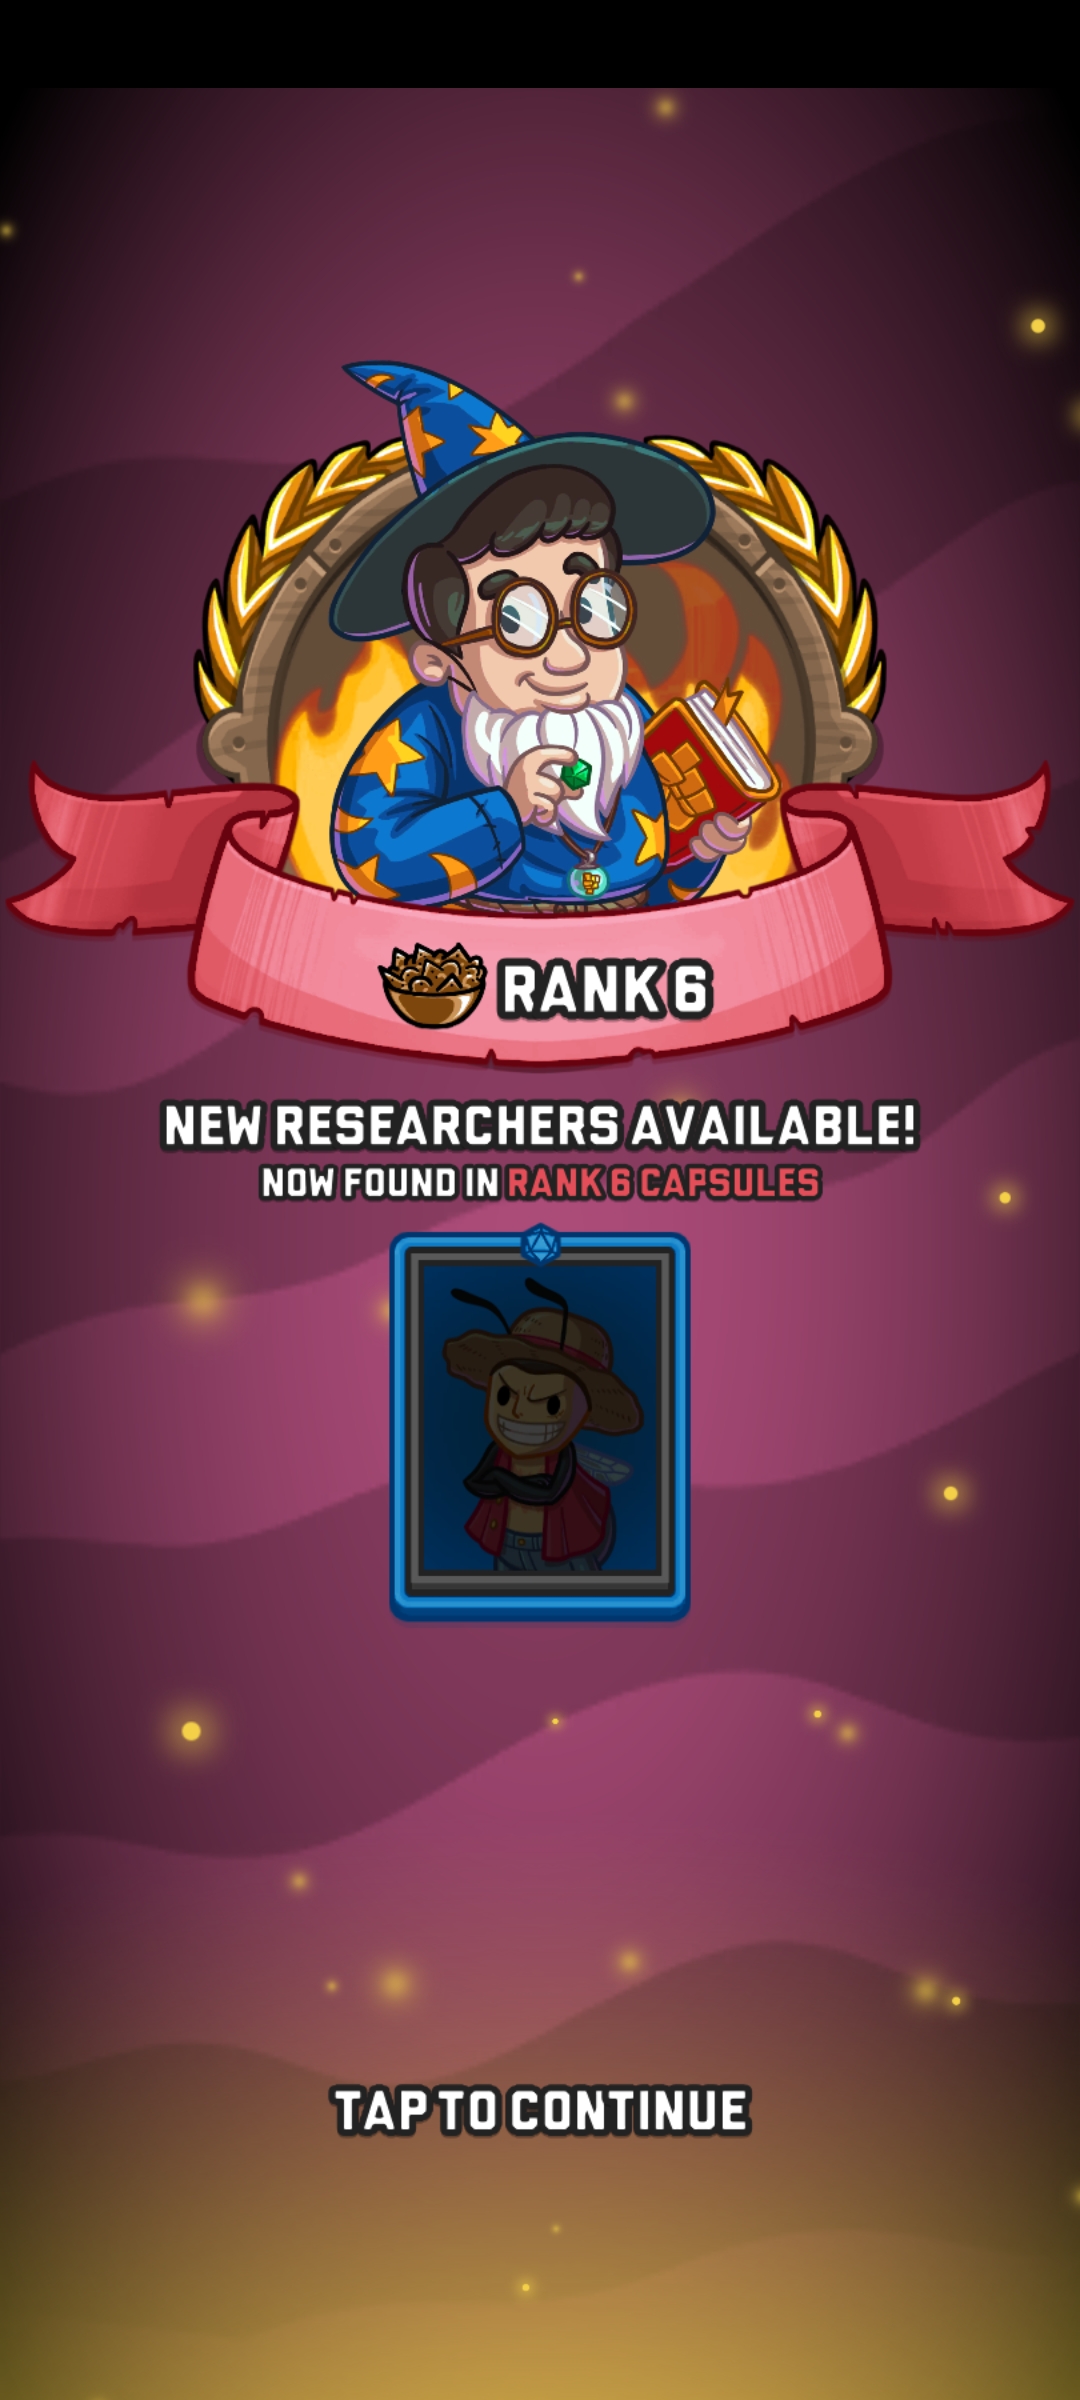 RANK 6
NEW RESEARCHERS AVAILABLE!
NOW FOUND IN RANK 6 CAPSULES
TAP TO CONTINUE